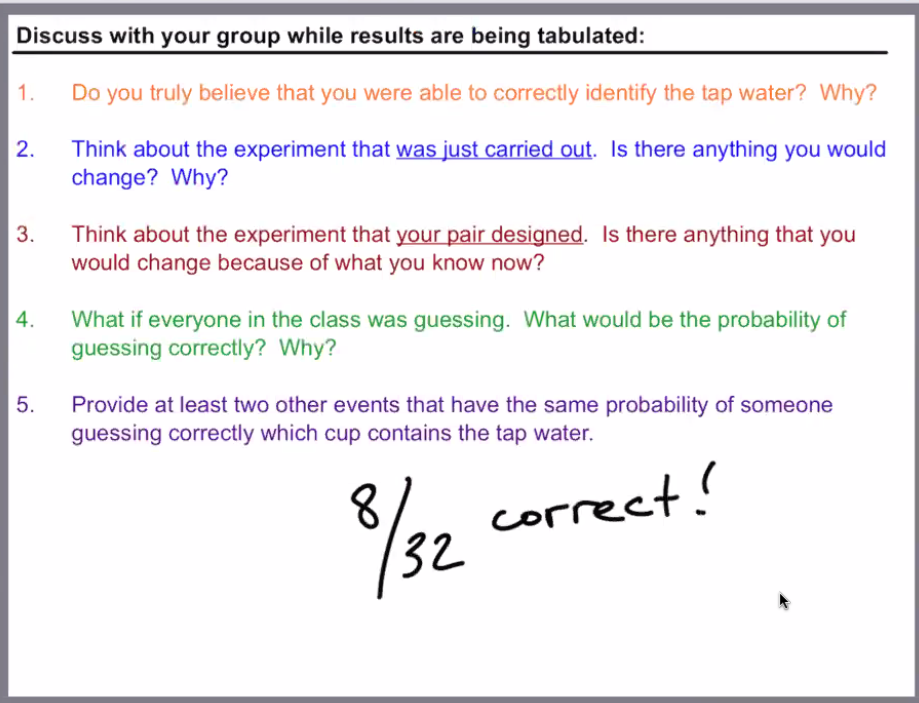 Discuss with your group while results are being tabulated:
1. Do you truly believe that you were able to correctly identify the tap water? Why?
2. Think about the experiment that was just carried out. Is there anything you would
change? Why?
3. Think about the experiment that your pair designed. Is there anything that you
would change because of what you know now?
4. What if everyone in the class was guessing. What would be the probability of
guessing correctly? Why?
5. Provide at least two other events that have the same probability of someone
guessing correctly which cup contains the tap water.
8/32 correct!